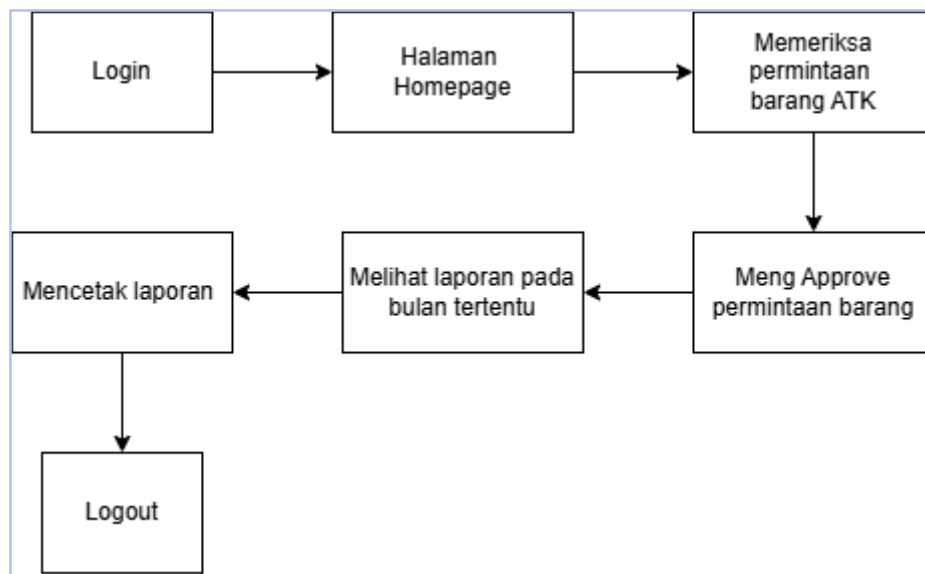 Login
Halaman
Homepage
Memeriksa
permintaan
barang ATK
Meng Approve
permintaan barang
Melihat laporan pada
bulan tertentu
Mencetak laporan
Logout